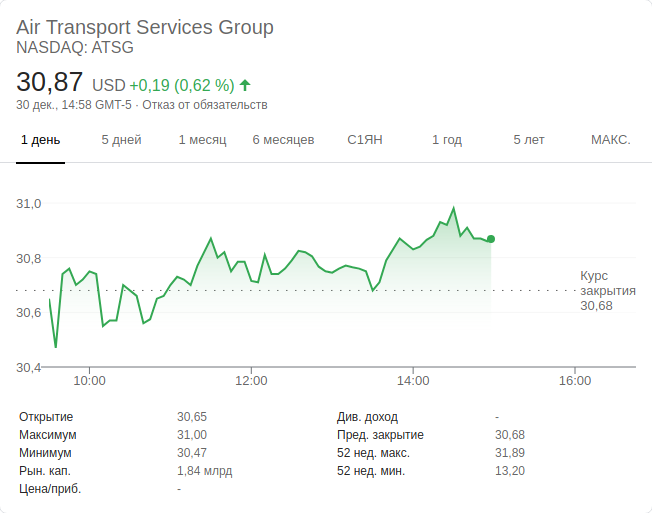 Air Transport Services Group
NASDAQ: ATSG
30,87 USD +0,19 (0,62 %)
30 дек., 14:58 GMT-5 · Отказ от обязательств
1 день 5 дней 1 месяц 6 месяцев С1ЯН 1 год 5 лет МАКС.
31,0
30,8
Курс
закрытия
30,68
30,6
30,4
10:00 12:00 14:00 16:00
Открытие 30,65 Див. доход -
Максимум 31,00 Пред. закрытие 30,68
Минимум 30,47 52 нед. макс. 31,89
Рын. кап. 1,84 млрд 52 нед. мин. 13,20
Цена/приб. -